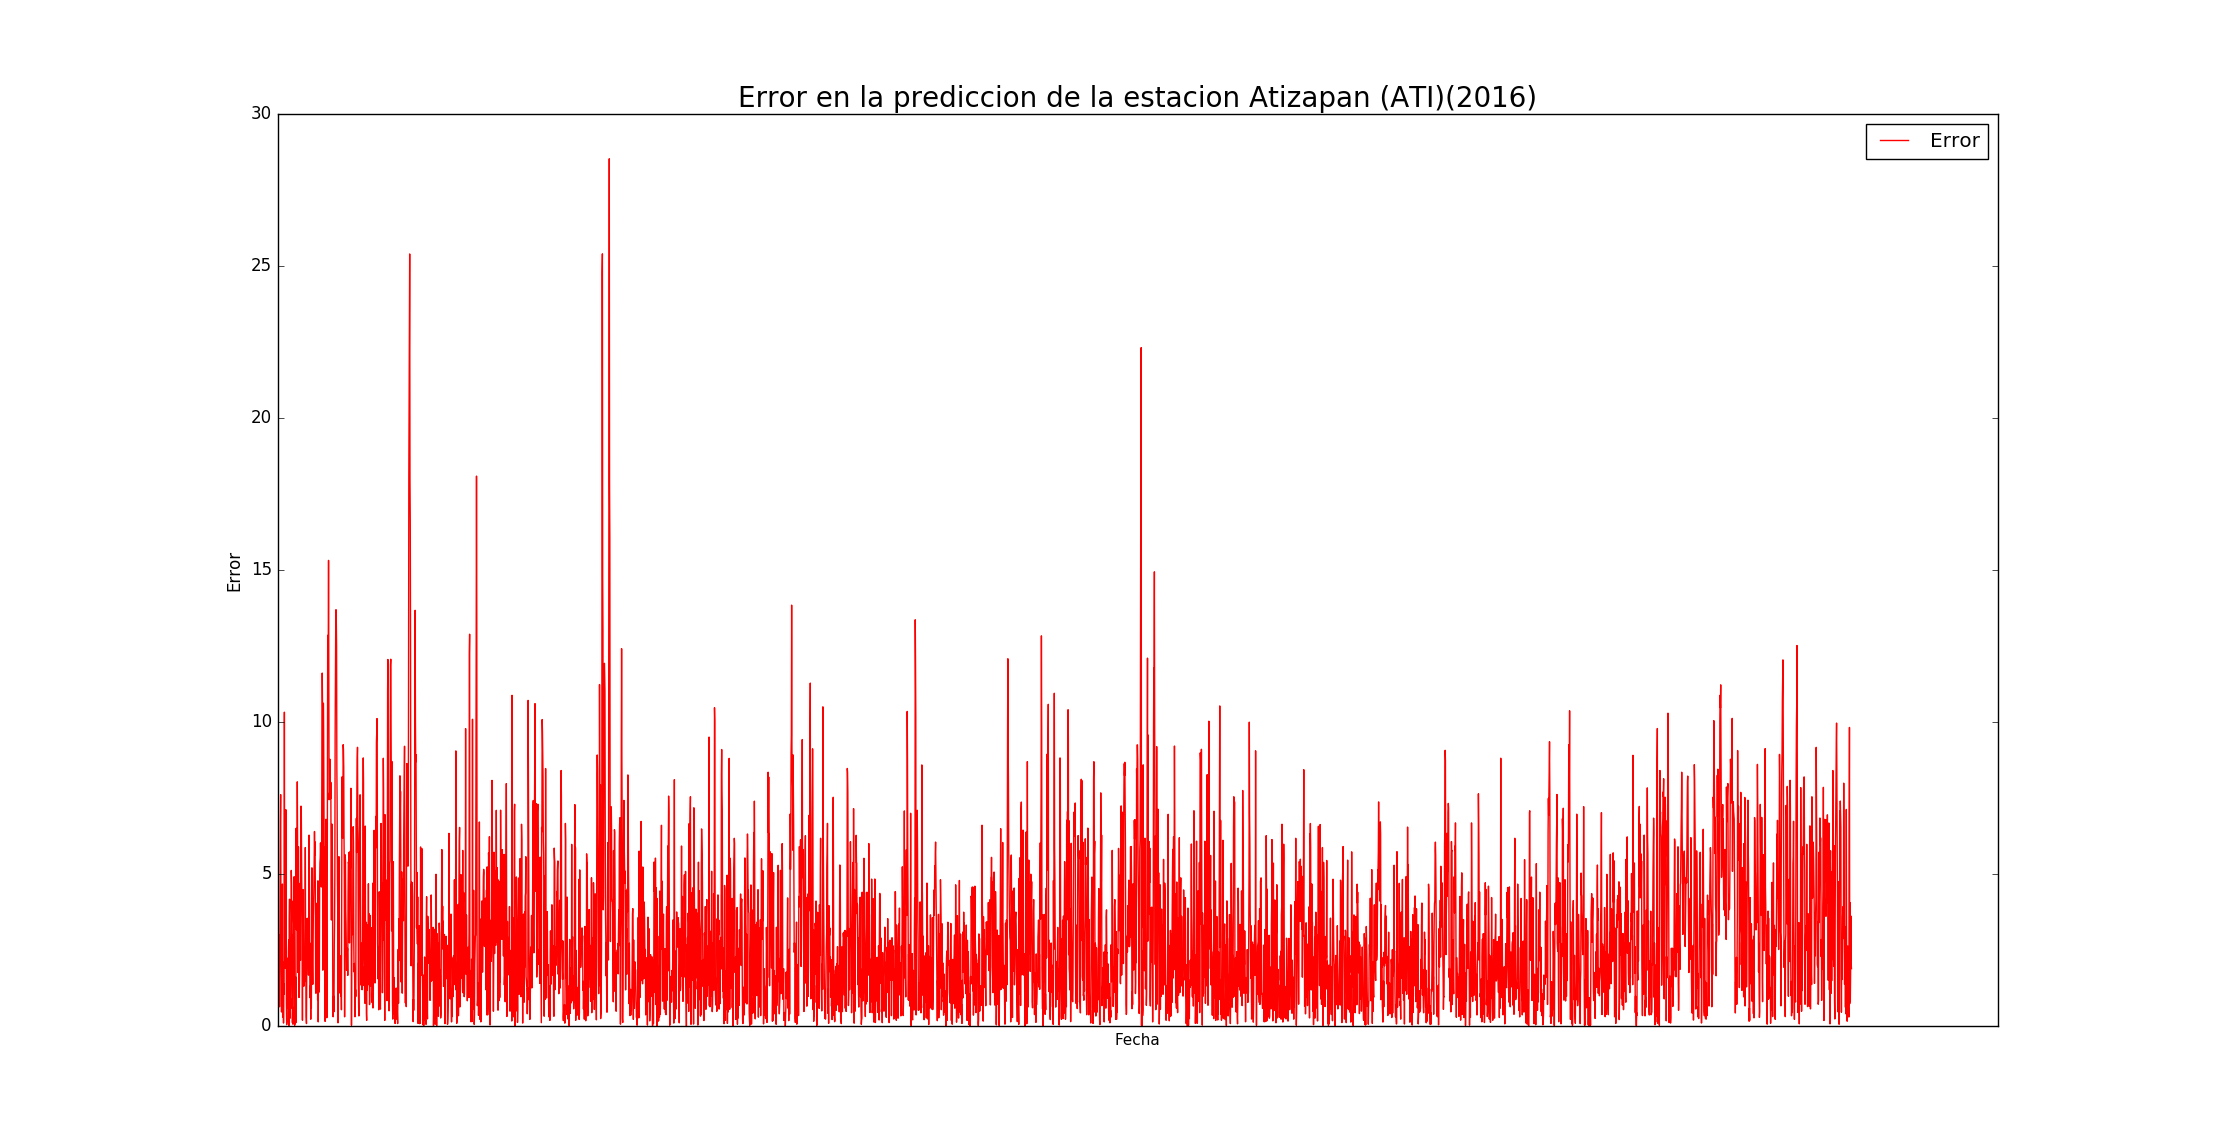 Error en la prediccion de la estacion Atizapan (ATI)(2016)
30
Error
25
20
15
Error
10
5
0
Fecha